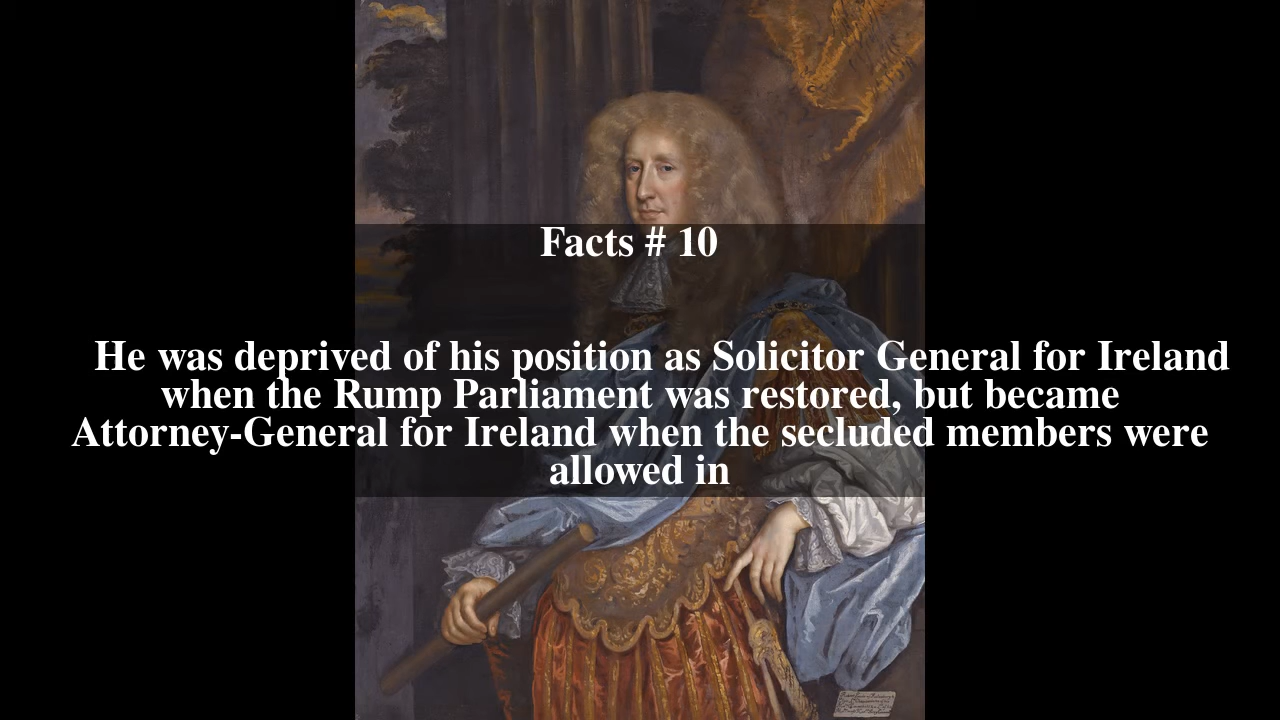 Facts # 10
He was deprived of his position as Solicitor General for Ireland
when the Rump Parliament was restored, but became
Attorney-General for Ireland when the secluded members were
allowed in